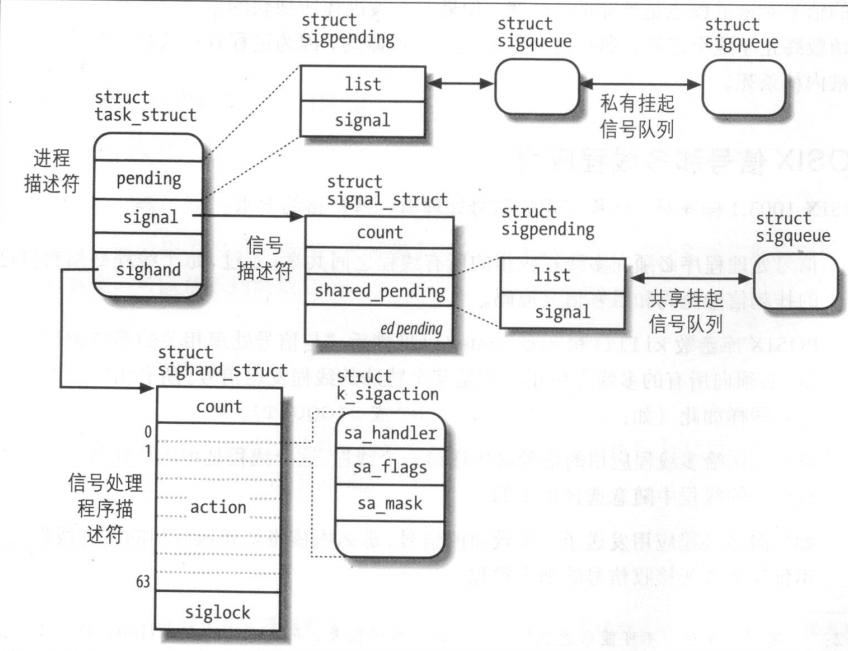 struct
sigpending
list
signal
struct
sigqueue
struct
sigqueue
私有挂起
信号队列
struct
task_struct
进程
描述符
pending
signal
sighand
struct
signal_struct
信号
描述符
count
shared_pending
ed pending
struct
sigpending
list
signal
struct
sigqueue
共享挂起
信号队列
struct
sighand_struct
count
0
1
信号处理
程序描
述符
action
63
siglock
struct
k_sigaction
sa_handler
sa_flags
sa_mask